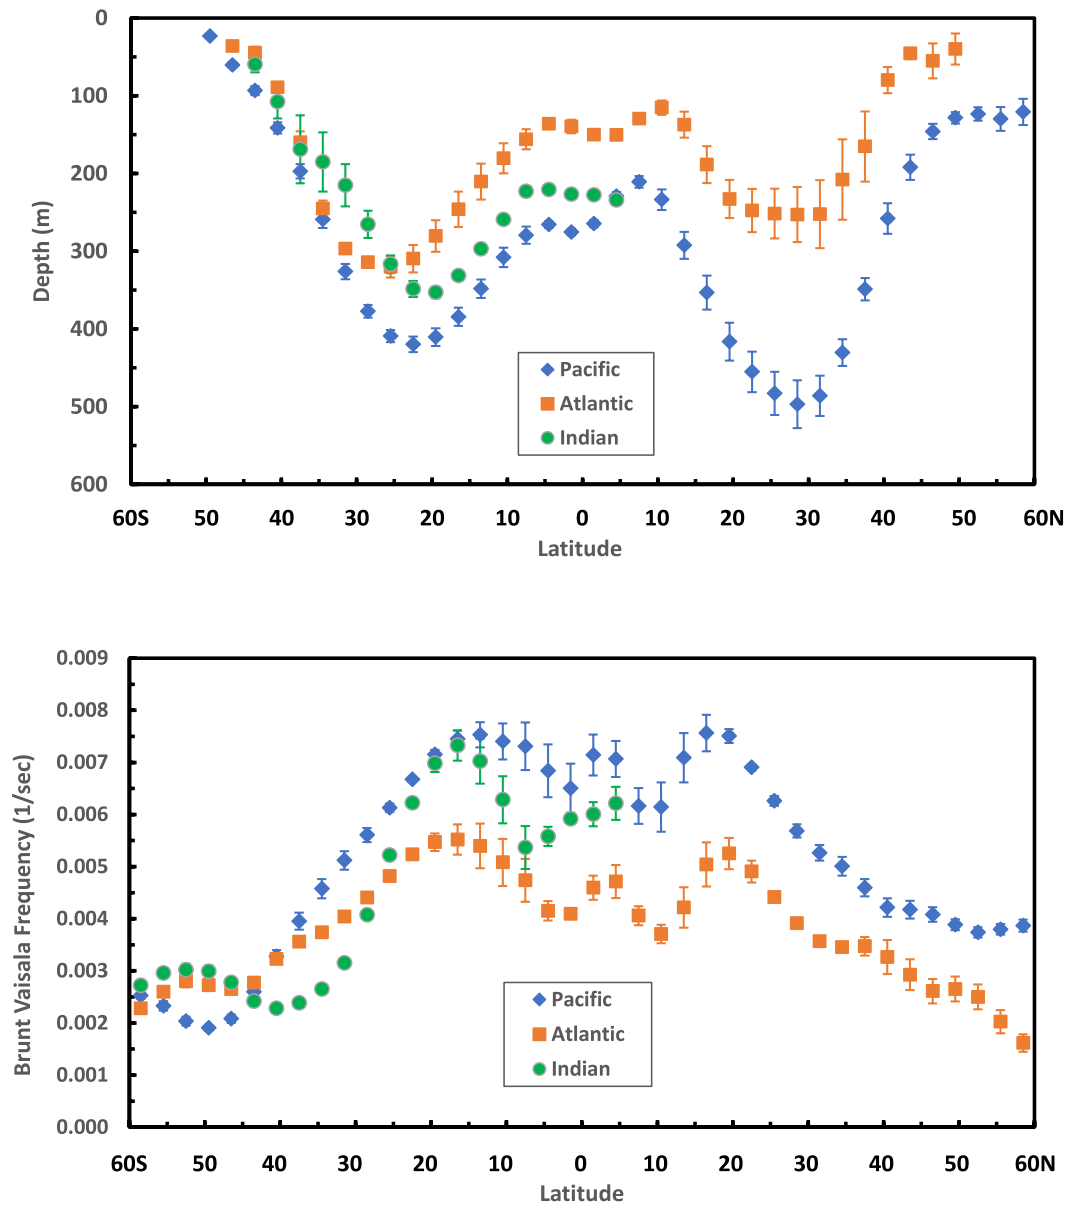 0
100
200
300
400
500
600
Depth (m)
Pacific
Atlantic
Indian
60S 50 40 30 20 10 0 10 20 30 40 50 60N
Latitude
0.009
0.008
0.007
0.006
0.005
0.004
0.003
0.002
0.001
0.000
Brunt Vaisala Frequency (1/sec)
Pacific
Atlantic
Indian
60S 50 40 30 20 10 0 10 20 30 40 50 60N
Latitude